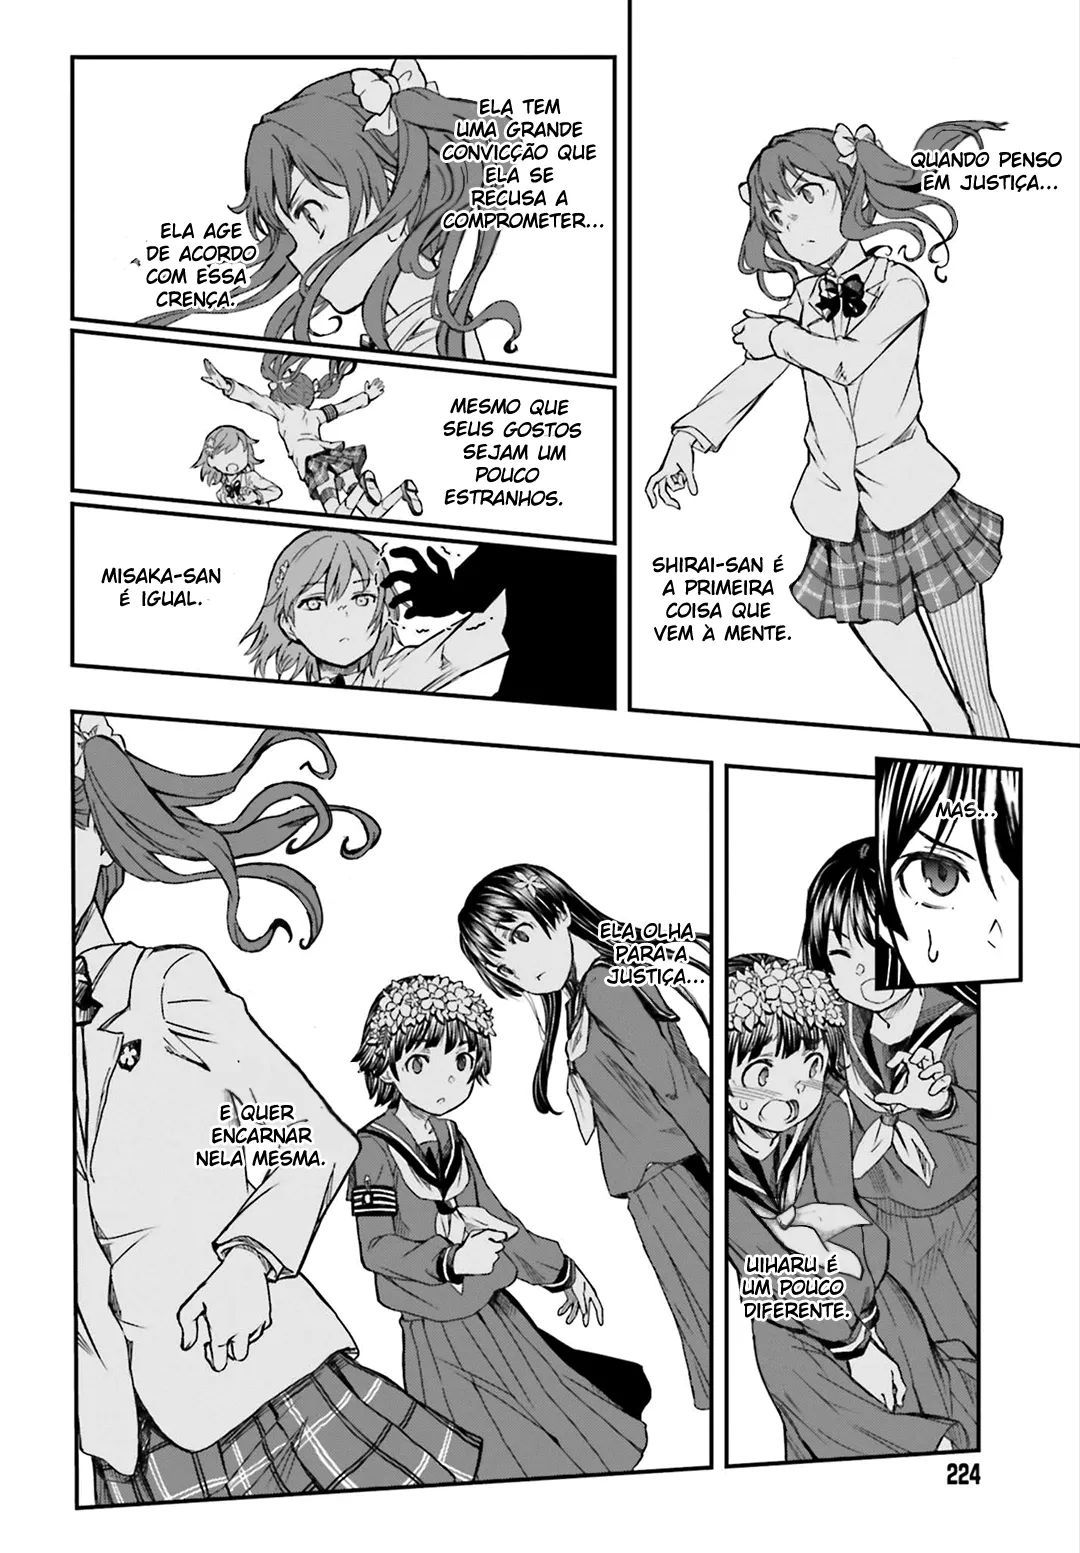 QUANDO PENSO
EM JUSTIÇA...
SHIRAI-SAN É
A PRIMEIRA
COISA QUE
VEM À MENTE.
ELA TEM
UMA GRANDE
CONVICÇÃO QUE
ELA SE
RECUSA A
COMPROMETER...
ELA AGE
DE ACORDO
COM ESSA
CRENÇA.
MESMO QUE
SEUS GOSTOS
SEJAM UM
POUCO
ESTRANHOS.
MISAKA-SAN
É IGUAL.
MAS...
UIHARU É
UM POUCO
DIFERENTE.
ELA OLHA
PARA A
JUSTIÇA...
E QUER
ENCARNAR
NELA MESMA.
224